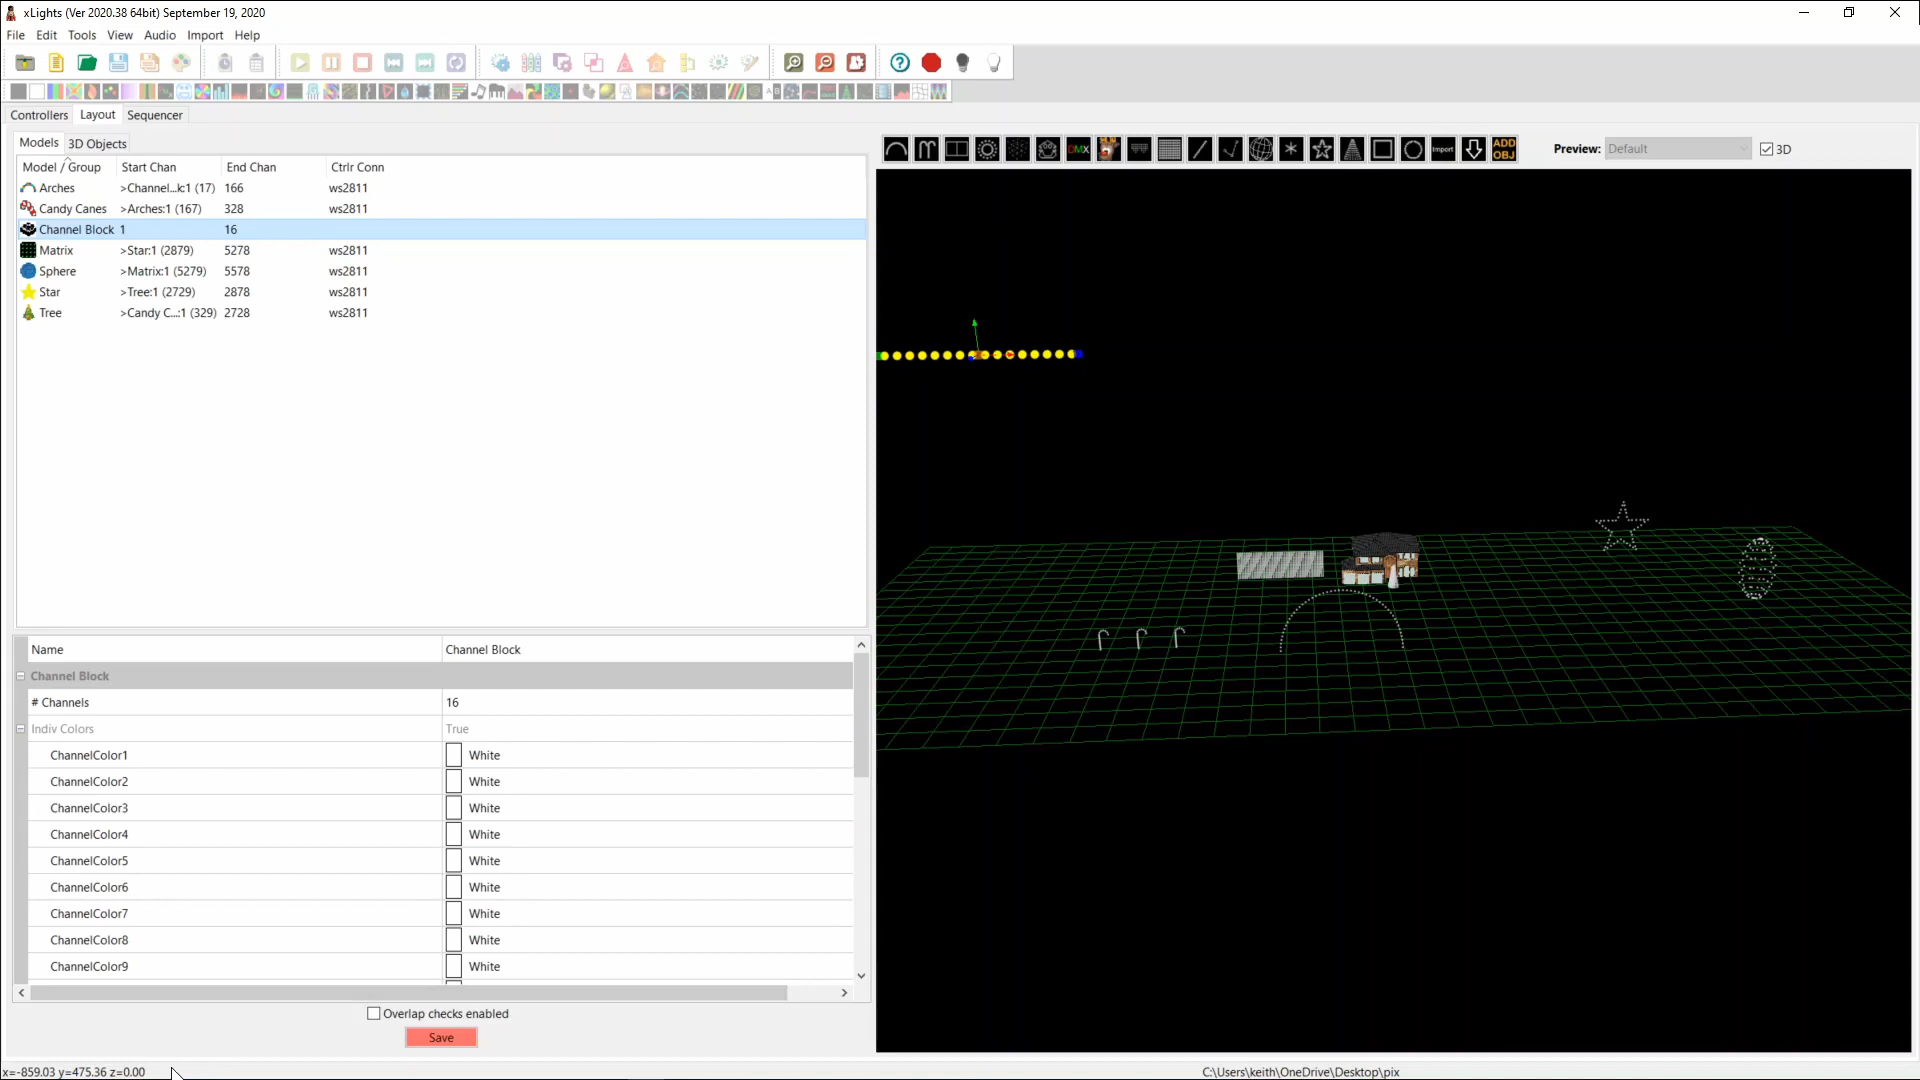 xLights (Ver 2020.38 64bit) September 19, 2020
File Edit Tools View Audio Import Help
Controllers Layout Sequencer
Models 3D Objects
DMX
Import
ADD OBJ
Preview: Default 3D
Model / Group Start Chan End Chan Ctrlr Conn
Arches >Channel...k:1 (17) 166 ws2811
Candy Canes >Arches:1 (167) 328 ws2811
Channel Block 1 16
Matrix >Star:1 (2879) 5278 ws2811
Sphere >Matrix:1 (5279) 5578 ws2811
Star >Tree:1 (2729) 2878 ws2811
Tree >Candy C...:1 (329) 2728 ws2811
Name Channel Block
Channel Block
# Channels 16
Indiv Colors True
ChannelColor1 White
ChannelColor2 White
ChannelColor3 White
ChannelColor4 White
ChannelColor5 White
ChannelColor6 White
ChannelColor7 White
ChannelColor8 White
ChannelColor9 White
Overlap checks enabled
Save
x=-859.03 y=475.36 z=0.00 C:\Users\keith\OneDrive\Desktop\pix